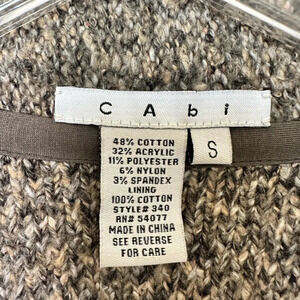 CAbi
48% COTTON
32% ACRYLIC
11% POLYESTER
6% NYLON
3% SPANDEX
LINING
100% COTTON
STYLE# 340
RN# 54077
MADE IN CHINA
SEE REVERSE
FOR CARE
S